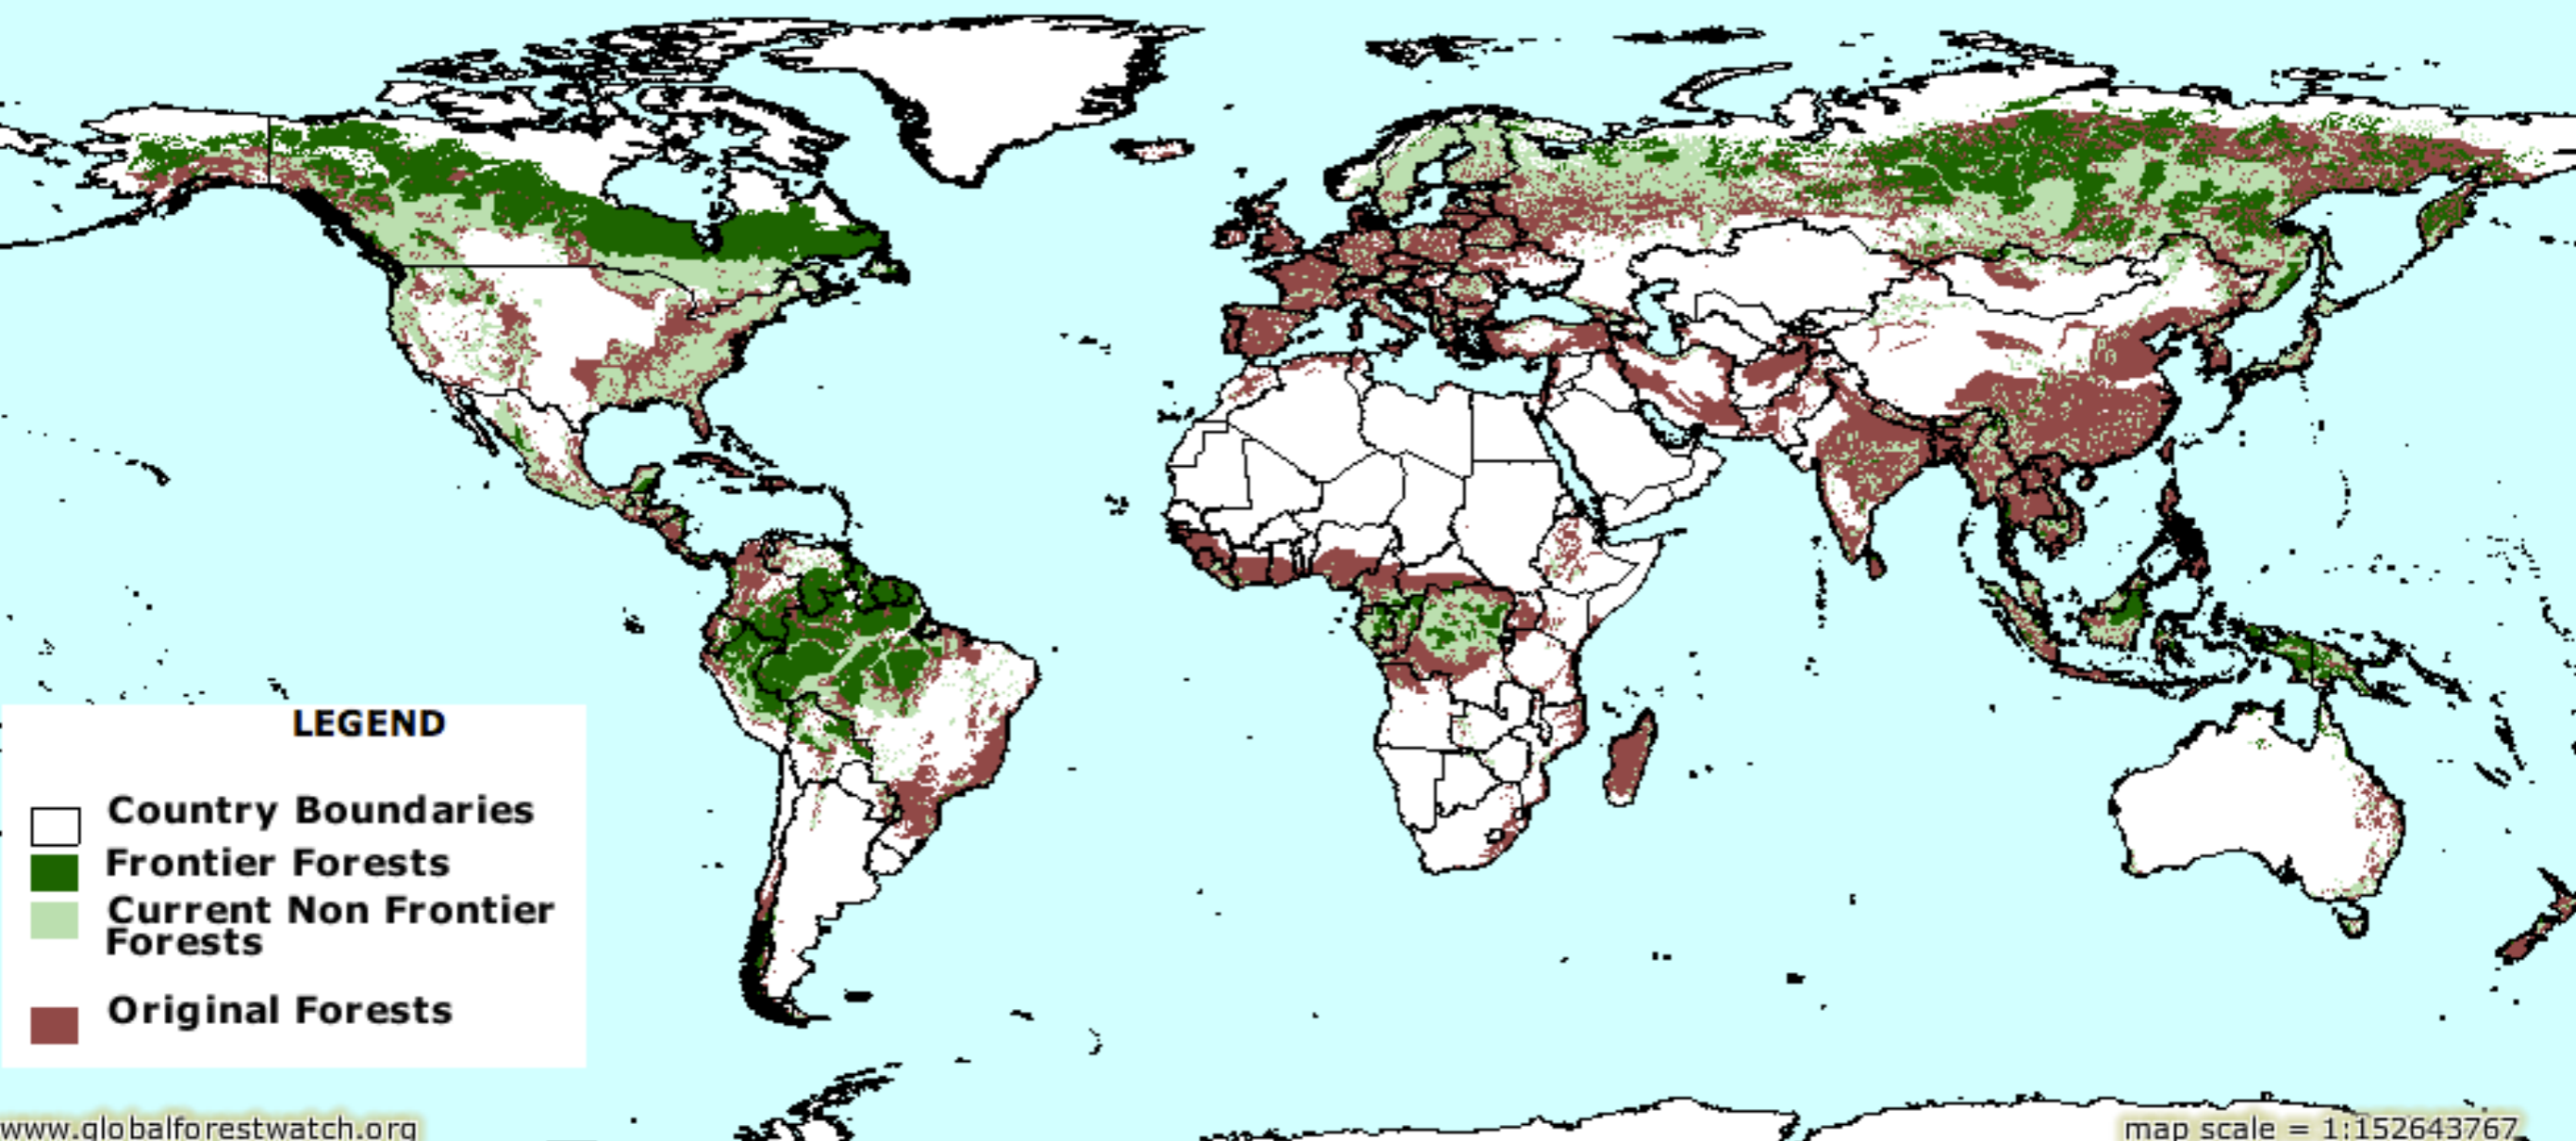 LEGEND
Country Boundaries
Frontier Forests
Current Non Frontier
Forests
Original Forests
www.globalforestwatch.org
map scale = 1:152643767